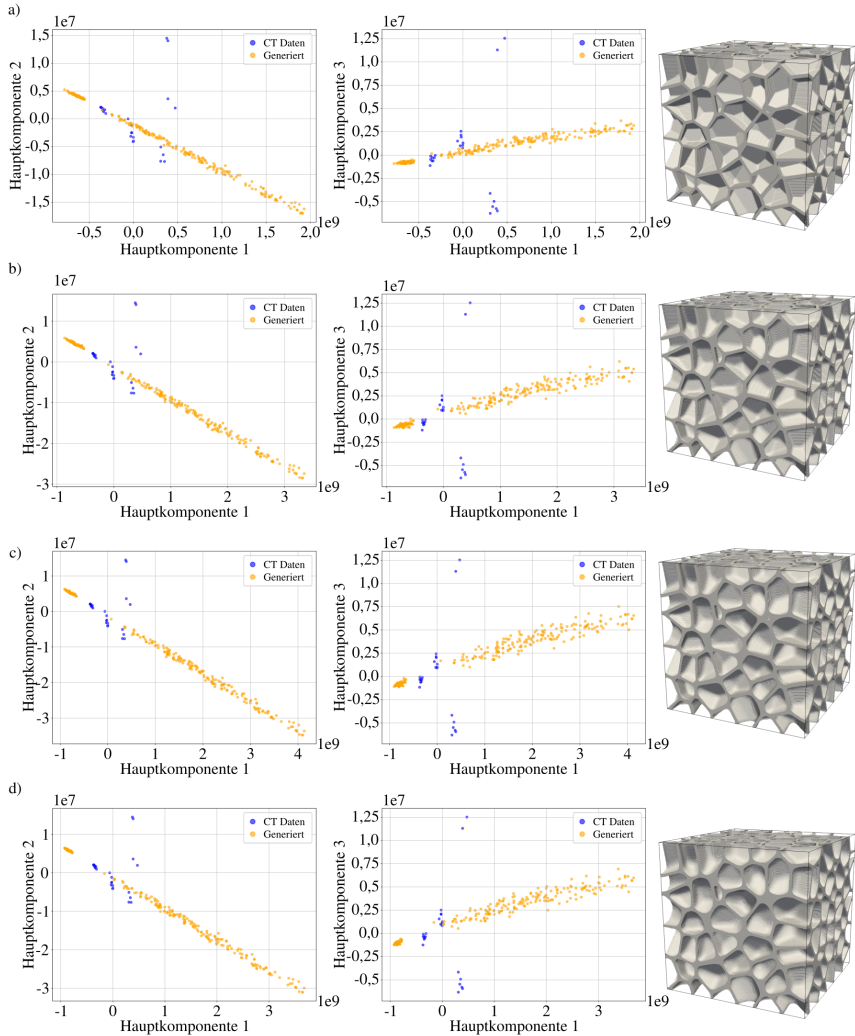 a)
1e7
1,5
1,0
0,5
0,0
-0,5
-1,0
-1,5
Hauptkomponente 2
CT Daten
Generiert
-0,5 0,0 0,5 1,0 1,5 2,0
1e9
Hauptkomponente 1
1e7
1,25
1,0
0,75
0,5
0,25
0,0
-0,25
-0,5
Hauptkomponente 3
CT Daten
Generiert
-0,5 0,0 0,5 1,0 1,5 2,0
1e9
Hauptkomponente 1
b)
1e7
1
0
-1
-2
-3
Hauptkomponente 2
CT Daten
Generiert
-1 0 1 2 3
1e9
Hauptkomponente 1
1e7
1,25
1,0
0,75
0,5
0,25
0,0
-0,25
-0,5
Hauptkomponente 3
CT Daten
Generiert
-1 0 1 2 3
1e9
Hauptkomponente 1
c)
1e7
1
0
-1
-2
-3
Hauptkomponente 2
CT Daten
Generiert
-1 0 1 2 3 4
1e9
Hauptkomponente 1
1e7
1,25
1,0
0,75
0,5
0,25
0,0
-0,25
-0,5
Hauptkomponente 3
CT Daten
Generiert
-1 0 1 2 3 4
1e9
Hauptkomponente 1
d)
1e7
1
0
-1
-2
-3
Hauptkomponente 2
CT Daten
Generiert
-1 0 1 2 3
1e9
Hauptkomponente 1
1e7
1,25
1,0
0,75
0,5
0,25
0,0
-0,25
-0,5
Hauptkomponente 3
CT Daten
Generiert
-1 0 1 2 3
1e9
Hauptkomponente 1